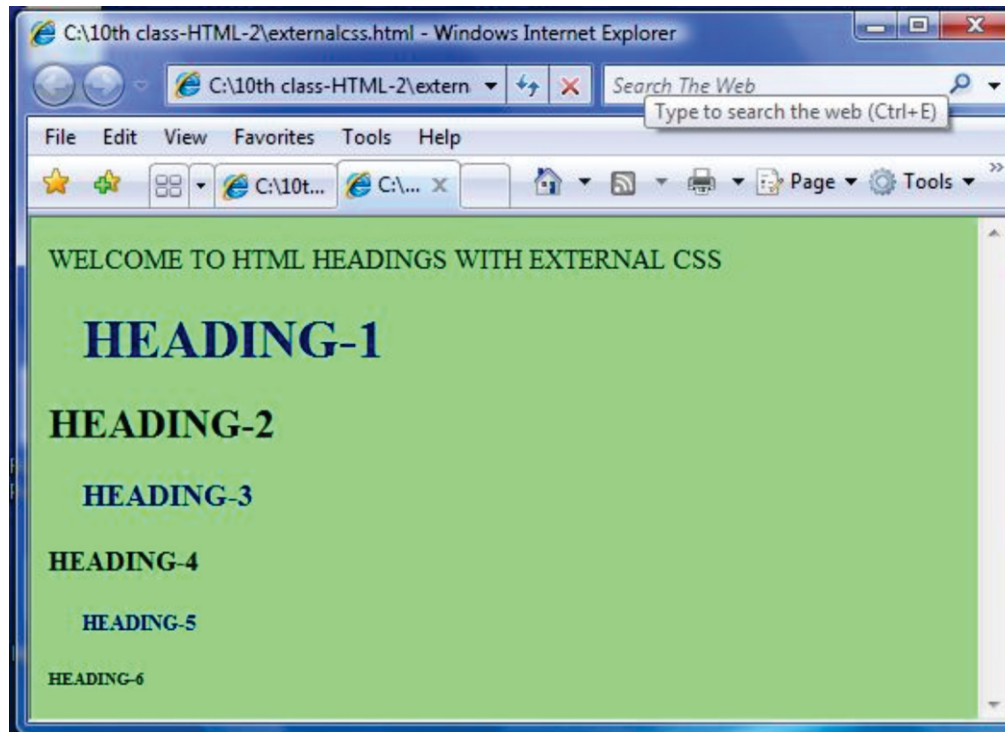 C:\10th class-HTML-2\externalcss.html - Windows Internet Explorer
C:\10th class-HTML-2\extern
Search The Web
Type to search the web (Ctrl+E)
File Edit View Favorites Tools Help
C:\10t... C:\... Page Tools
WELCOME TO HTML HEADINGS WITH EXTERNAL CSS
HEADING-1
HEADING-2
HEADING-3
HEADING-4
HEADING-5
HEADING-6